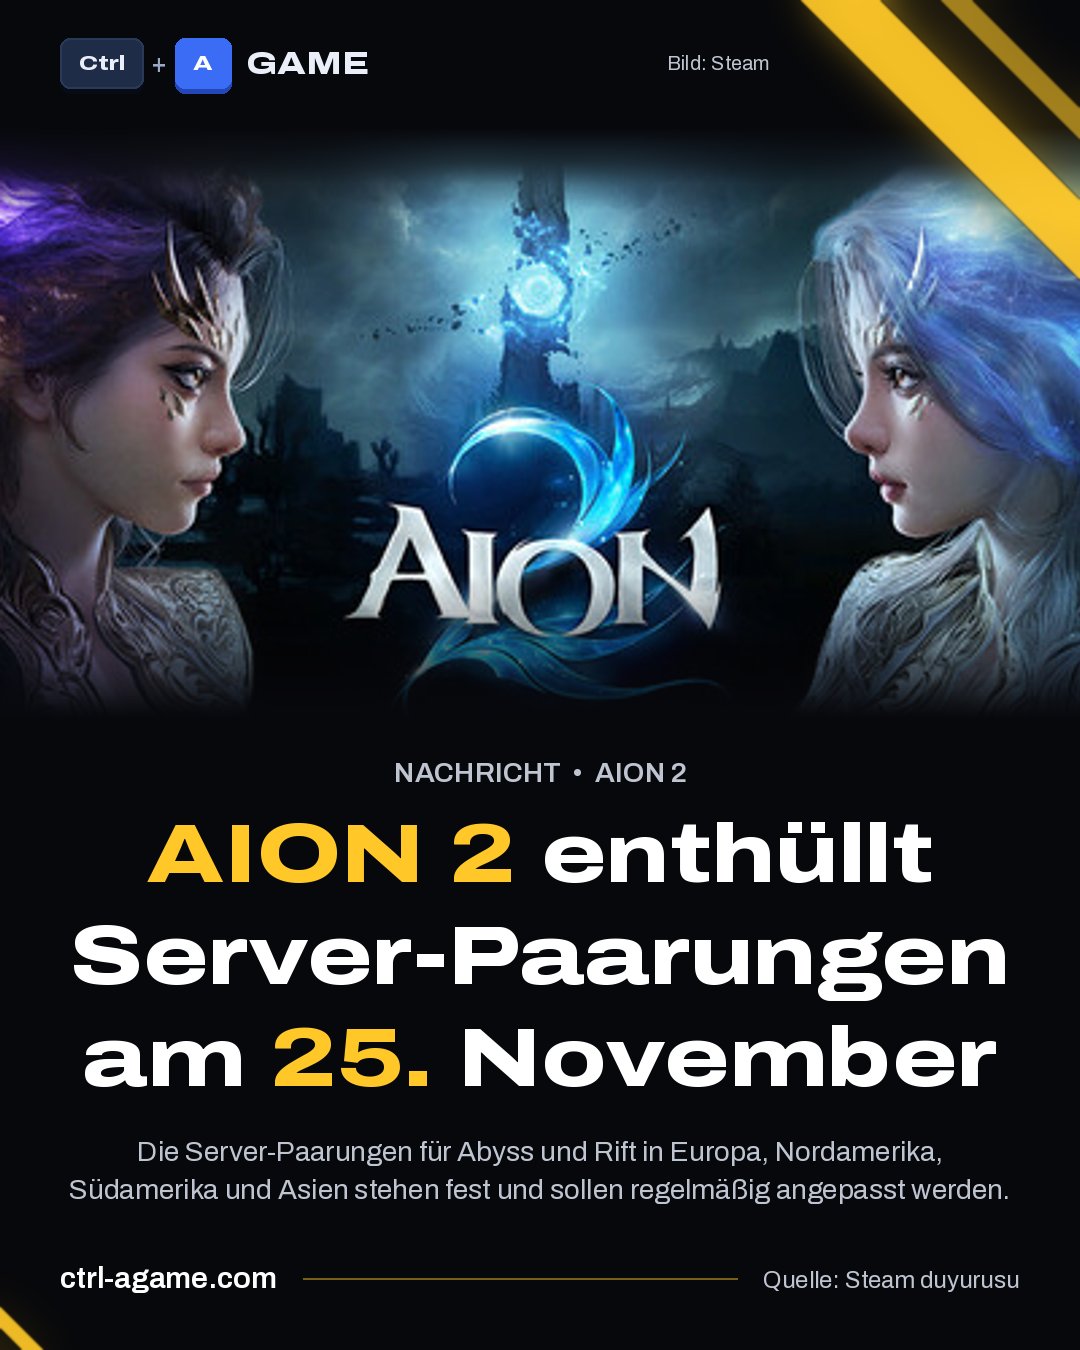 Ctrl + A GAME
Bild: Steam
AION 2
NACHRICHT • AION 2
AION 2 enthüllt
Server-Paarungen
am 25. November
Die Server-Paarungen für Abyss und Rift in Europa, Nordamerika,
Südamerika und Asien stehen fest und sollen regelmäßig angepasst werden.
ctrl-agame.com
Quelle: Steam duyurusu